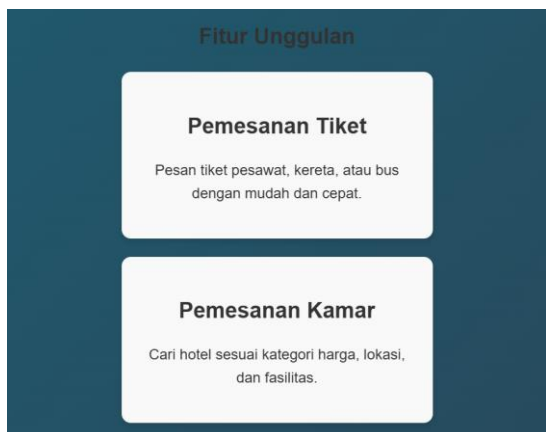 Fitur Unggulan
Pemesanan Tiket
Pesan tiket pesawat, kereta, atau bus
dengan mudah dan cepat.
Pemesanan Kamar
Cari hotel sesuai kategori harga, lokasi,
dan fasilitas.